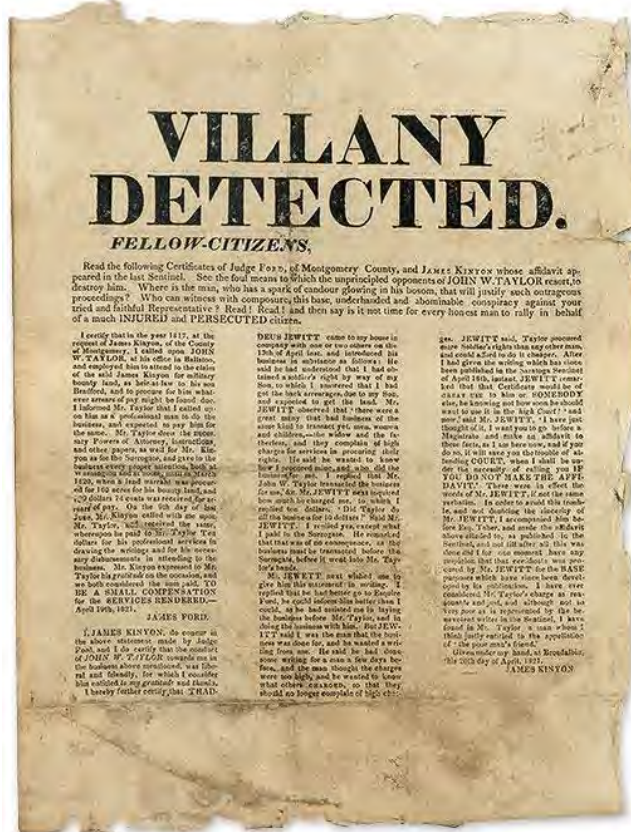 VILLANY
DETECTED.
FELLOW-CITIZENS,
Read the following Certificates of Judge FORD, of Montgomery County, and JAMES KINYON whose affidavit ap-
peared in the last Sentinel. See the foul means to which the unprincipled opponents of JOHN W. TAYLOR resort, to
destroy him. Where is the man, who has a spark of candour glowing in his bosom, that will justify such outrageous
proceedings? Who can witness with composure, this base, underhanded and abominable conspiracy against your
tried and faithful Representative? Read! Read! and then say is it not time for every honest man to rally in behalf
of a much INJURED and PERSECUTED citizen.
I certify that in the year 1817, at the
request of James Kinyon, of the County
of Montgomery, I called upon JOHN
W. TAYLOR, at his office in Ballston,
and employed him to attend to the claim
of the said James Kinyon for military
bounty land, as heir at law to his son
Bradford, and to procure for him what-
ever arrears of pay might be found due.
I informed Mr. Taylor that I called up-
on him as a professional man to do the
business, and expected to pay him for
the same. Mr. Taylor drew the neces-
sary Powers of Attorney, instructions
and other papers, as well for Mr. Kin-
yon as for the Surrogate, and gave to the
business every proper attention, both at
Washington and at home, until in March
1820, when a land warrant was procur-
ed for 160 acres for his bounty land, and
dollars 74 cents was received for ar-
rears of pay. On the 9th day of last
June, Mr. Kinyon called with me upon
Mr. Taylor, and received the same,
whereupon he paid to Mr. Taylor Ten
dollars for his professional services in
drawing the writings and for his neces-
sary disbursements in attending to the
business. Mr. Kinyon expressed to Mr.
Taylor his gratitude on the occasion, and
we both considered the sum paid, TO
BE A SMALL COMPENSATION
for the SERVICES RENDERED,—
April 19th, 1821.
JAMES FORD.
I, JAMES KINYON, do concur in
the above statement made by Judge
Ford, and I do certify that the conduct
of JOHN W. TAYLOR towards me in
the business above mentioned, was libe-
ral and friendly, for which I consider
him entitled to my gratitude and thanks.
I hereby further certify, that THAD-
DEUS JEWITT came to my house in
company with one or two others on the
13th of April inst. and introduced his
business in substance as follows: He
said he had understood that I had ob-
tained a soldier's right by way of my
Son, to which I answered that I had
got the back arrearages, due to my Son,
and expected to get the land. Mr.
JEWITT observed that 'there were a
great many that had business of the
same kind to transact yet, men, women
and children,—the widow and the fa-
therless, and they complain of high
charges for services in procuring their
rights. He said he wanted to know
how I procured mine, and who did the
business for me. I replied that Mr.
John W. Taylor transacted the business
for me, &c. Mr. JEWITT next inquired
how much he charged me, to which I
replied ten dollars. 'Did Taylor do
all the business for 10 dollars?' Said Mr.
JEWITT. I replied yes, except what
I paid to the Surrogate. He remarked
that that was of no consequence, as the
business must be transacted before the
Surrogate, before it went into Mr. Tay-
lor's hands.
Mr. JEWETT next wished me to
give him this statement in writing. I
replied that he had better go to Esquire
Ford, he could inform him better than I
could, as he had assisted me in laying
the business before Mr. Taylor, and in
doing the business with him. But JEW-
ITT said I was the man that the busi-
ness was done for, and he wanted a wri-
ting from me. He said he had done
some writing for a man a few days be-
fore, and the man thought the charges
were too high, and he wanted to know
what others CHARGED, so that they
should no longer complain of high char-
ges. JEWITT said, Taylor procured
more Soldier's rights than any other man,
and could afford to do it cheaper. After
I had given the writing which has since
been published in the Saratoga Sentinel
of April 18th, instant, JEWITT remar-
ked that that Certificate would be of
GREAT USE to him or SOMEBODY
else, he knowing not how soon he should
want to use it in the high Court! 'and
now,' said Mr. JEWITT, 'I have just
thought of it, I want you to go before a
Magistrate and make an affidavit to
these facts, as I am here now, and if you
do so, it will save you the trouble of at-
tending COURT, when I shall be un-
der the necessity of calling you IF
YOU DO NOT MAKE THE AFFI-
DAVIT.' There were in effect the
words of Mr. JEWITT, if not the same
verbatim. In order to avoid this troub-
le, and not doubting the sincerity of
Mr. JEWITT, I accompanied him be-
fore Esq. Taber, and made the affidavit
above alluded to, as published in the
Sentinel, and not till after all this was
done did I for one moment have any
suspicion that that certificate was pro-
cured by Mr. JEWITT for the BASE
purposes which have since been devel-
oped by its publication. I have ever
considered Mr. Taylor's charge as rea-
sonable and just, and although not so
very poor as is represented by the be-
nevolent writer in the Sentinel, I have
found in Mr. Taylor a man whom I
think justly entitled to the appellation
of 'the poor man's friend.'
Given under my hand, at Broadalbin,
this 20th day of April, 1821.
JAMES KINYON